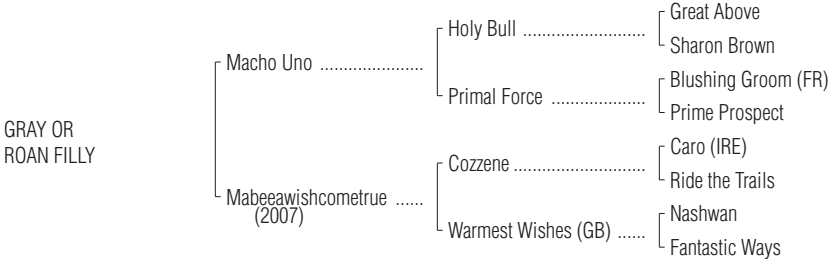 Great Above
Holy Bull ..........................
Sharon Brown
Macho Uno ......................
Blushing Groom (FR)
Primal Force ....................
Prime Prospect
GRAY OR
ROAN FILLY
Caro (IRE)
Cozzene ............................
Ride the Trails
Mabeeawishcometrue ......
(2007)
Nashwan
Warmest Wishes (GB) ......
Fantastic Ways